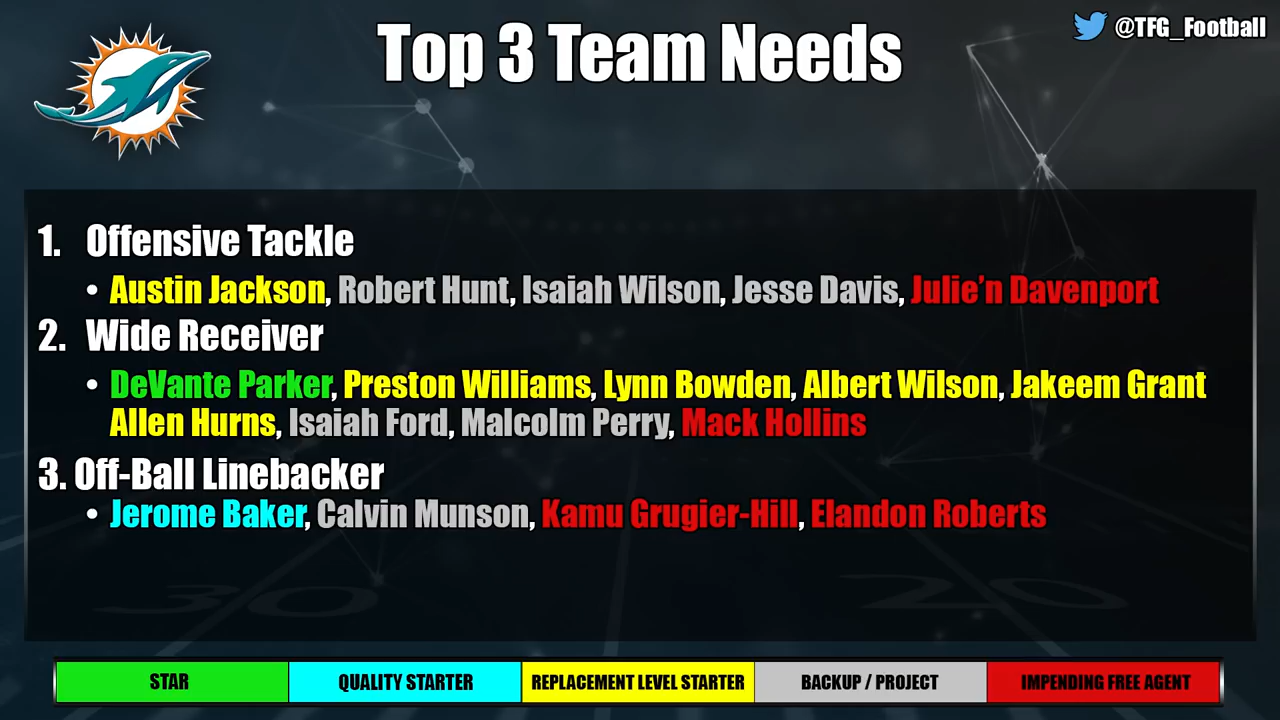 Top 3 Team Needs
@TFG_Football
1. Offensive Tackle
• Austin Jackson, Robert Hunt, Isaiah Wilson, Jesse Davis, Julie’n Davenport
2. Wide Receiver
• DeVante Parker, Preston Williams, Lynn Bowden, Albert Wilson, Jakeem Grant
Allen Hurns, Isaiah Ford, Malcolm Perry, Mack Hollins
3. Off-Ball Linebacker
• Jerome Baker, Calvin Munson, Kamu Grugier-Hill, Elandon Roberts
30 20
STAR QUALITY STARTER REPLACEMENT LEVEL STARTER BACKUP / PROJECT IMPENDING FREE AGENT